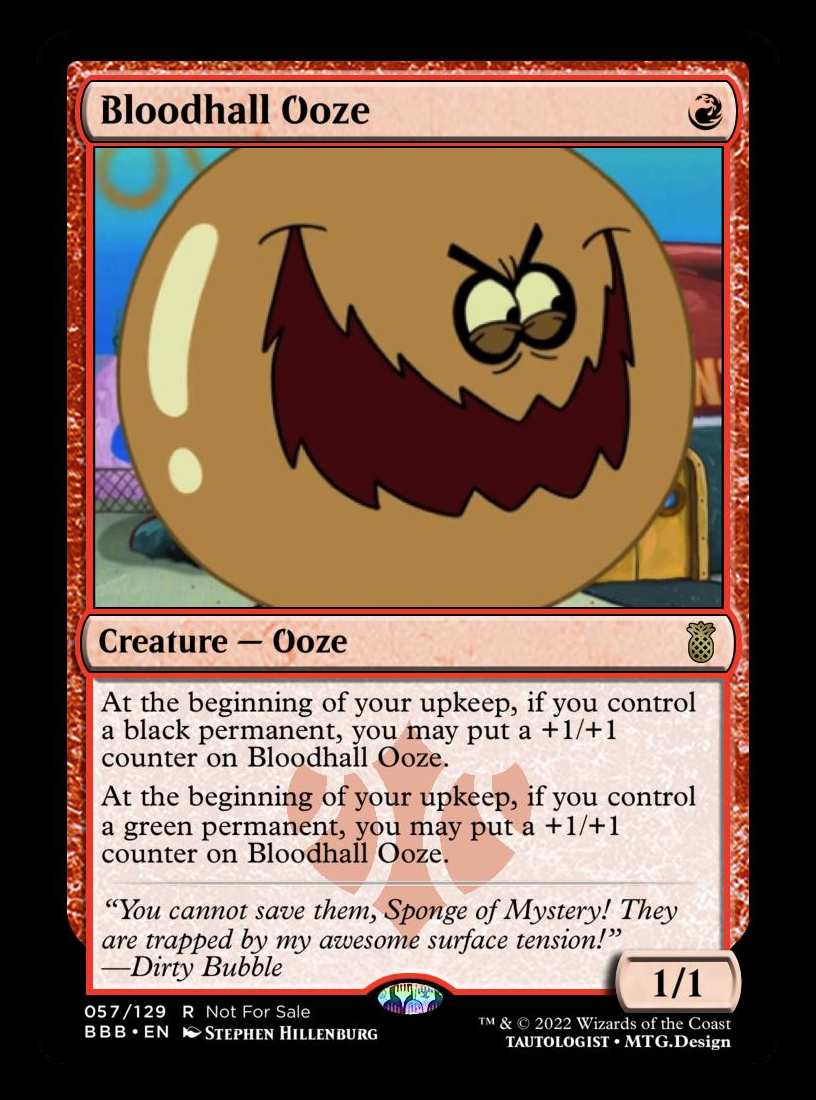 Bloodhall Ooze
Creature — Ooze
At the beginning of your upkeep, if you control
a black permanent, you may put a +1/+1
counter on Bloodhall Ooze.
At the beginning of your upkeep, if you control
a green permanent, you may put a +1/+1
counter on Bloodhall Ooze.
“You cannot save them, Sponge of Mystery! They
are trapped by my awesome surface tension!”
—Dirty Bubble
1/1
057/129 R Not For Sale
BBB • EN STEPHEN HILLENBURG
™ & © 2022 Wizards of the Coast
TAUTOLOGIST • MTG.Design